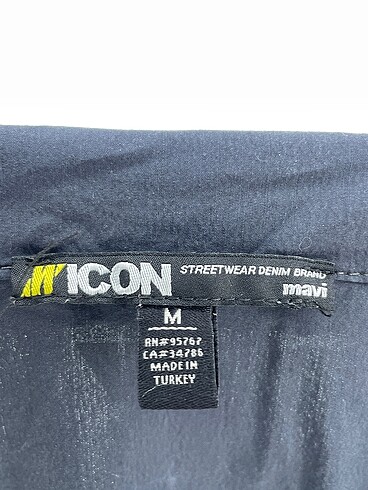 ICON STREETWEAR DENIM BRAND
mavi
M
RN#95767
CA#34786
MADE IN
TURKEY